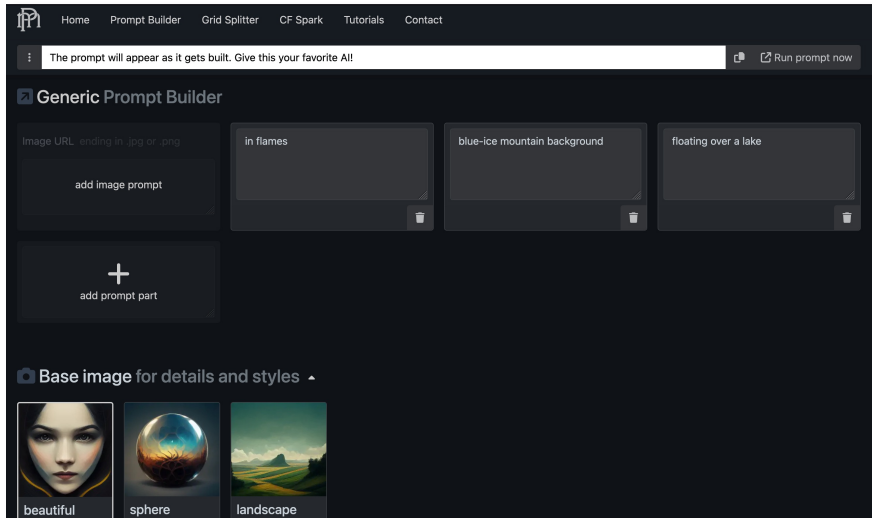 Home Prompt Builder Grid Splitter CF Spark Tutorials Contact
The prompt will appear as it gets built. Give this your favorite AI!
Run prompt now
Generic Prompt Builder
Image URL ending in .jpg or .png
add image prompt
in flames
blue-ice mountain background
floating over a lake
add prompt part
Base image for details and styles
beautiful
sphere
landscape